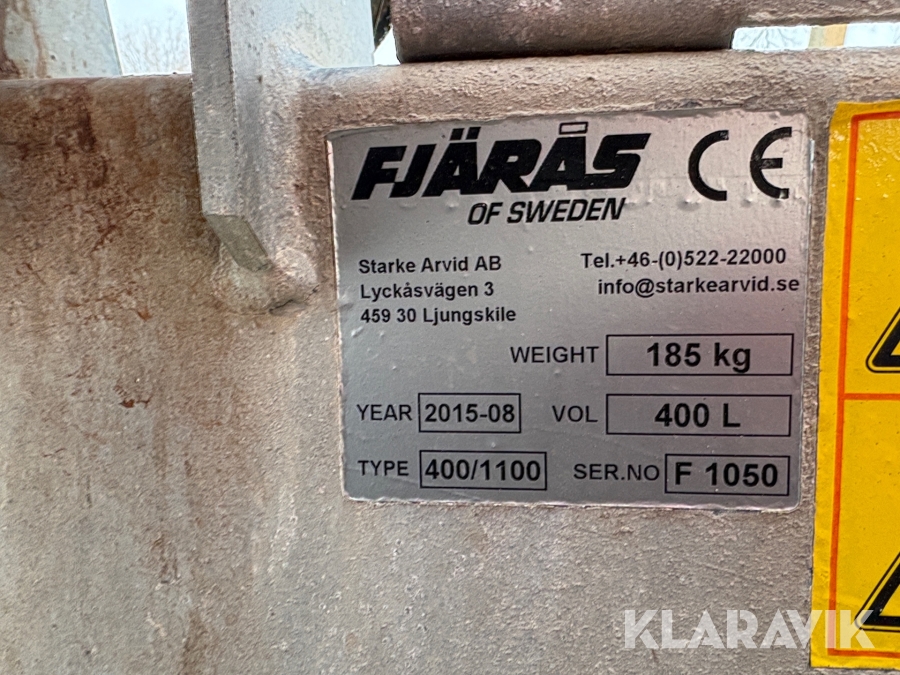 FJÄRÅS CE
OF SWEDEN
Starke Arvid AB Tel.+46-(0)522-22000
Lyckåsvägen 3 info@starkearvid.se
459 30 Ljungskile
WEIGHT 185 kg
YEAR 2015-08 VOL 400 L
TYPE 400/1100 SER.NO F 1050
KLARAVIK